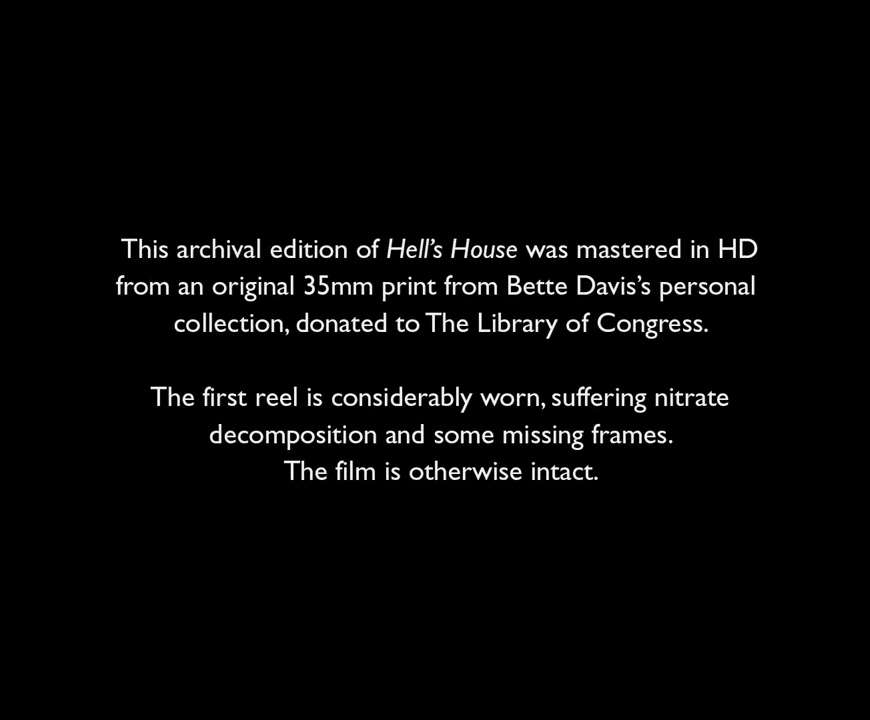 This archival edition of Hell’s House was mastered in HD
from an original 35mm print from Bette Davis’s personal
collection, donated to The Library of Congress.
The first reel is considerably worn, suffering nitrate
decomposition and some missing frames.
The film is otherwise intact.